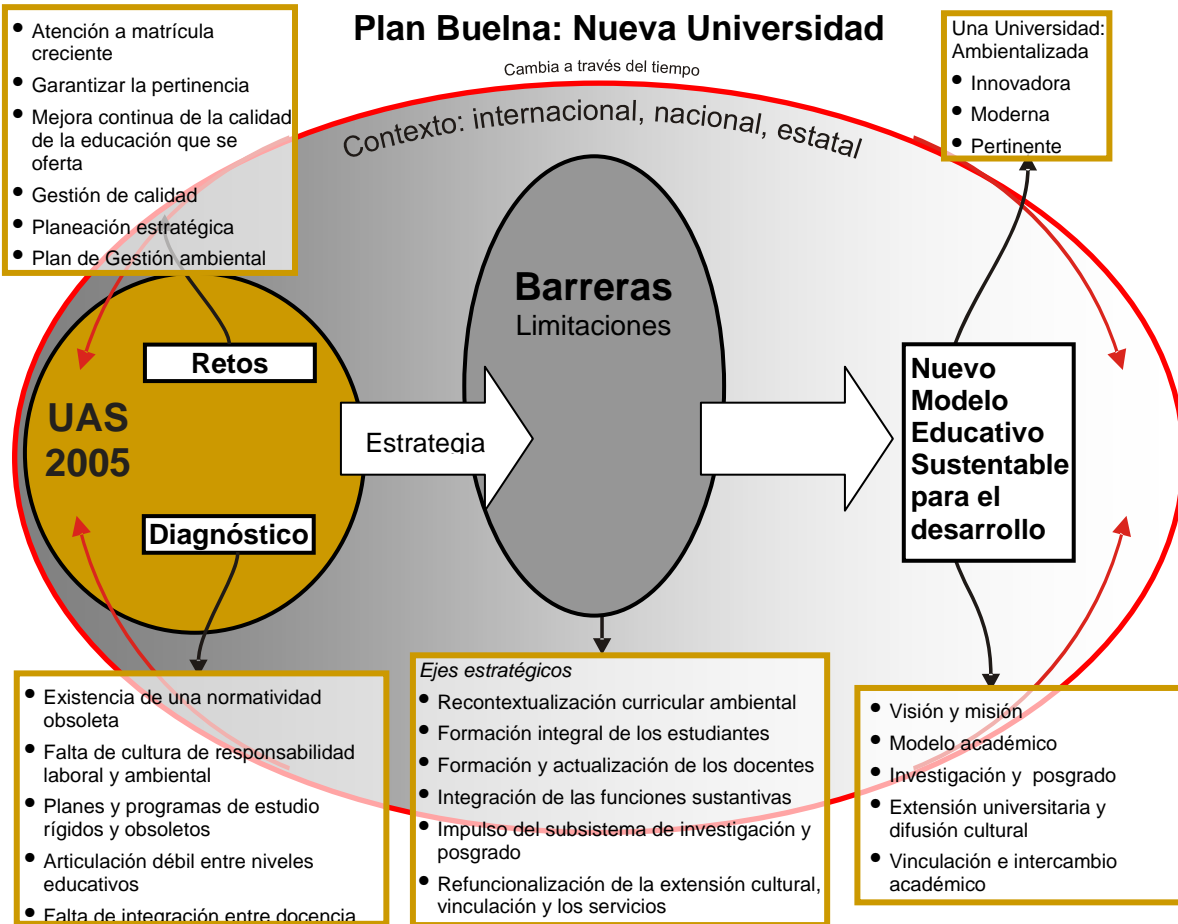 Plan Buelna: Nueva Universidad
Cambia a través del tiempo
Contexto: internacional, nacional, estatal
• Atención a matrícula
creciente
• Garantizar la pertinencia
• Mejora continua de la calidad
de la educación que se
oferta
• Gestión de calidad
• Planeación estratégica
• Plan de Gestión ambiental
Una Universidad:
Ambientalizada
• Innovadora
• Moderna
• Pertinente
Retos
UAS
2005
Diagnóstico
Estrategia
Barreras
Limitaciones
Nuevo
Modelo
Educativo
Sustentable
para el
desarrollo
• Existencia de una normatividad
obsoleta
• Falta de cultura de responsabilidad
laboral y ambiental
• Planes y programas de estudio
rígidos y obsoletos
• Articulación débil entre niveles
educativos
• Falta de integración entre docencia
Ejes estratégicos
• Recontextualización curricular ambiental
• Formación integral de los estudiantes
• Formación y actualización de los docentes
• Integración de las funciones sustantivas
• Impulso del subsistema de investigación y
posgrado
• Refuncionalización de la extensión cultural,
vinculación y los servicios
• Visión y misión
• Modelo académico
• Investigación y posgrado
• Extensión universitaria y
difusión cultural
• Vinculación e intercambio
académico